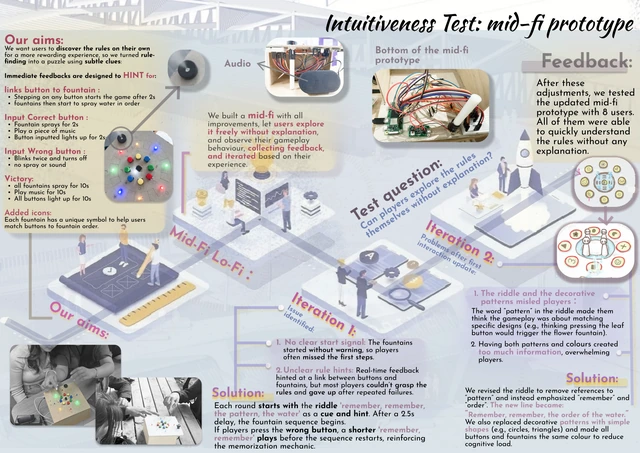 Intuitiveness Test: mid-fi prototype
Our aims:
We want users to discover the rules on their own
for a more rewarding experience, so we turned rule-
finding into a puzzle using subtle clues:
Immediate feedbacks are designed to HINT for:
links button to fountain :
• Stepping on any button starts the game after 2s
• fountains then start to spray water in order
Input Correct button :
• Fountain sprays for 2s
• Play a piece of music
• Button inputted lights up for 2s
Input Wrong button :
• Blinks twice and turns off
• no spray or sound
Victory:
• all fountains spray for 10s
• Play music for 10s
• All buttons light up for 10s
Added icons:
Each fountain has a unique symbol to help users
match buttons to fountain order.
Audio
Bottom of the mid-fi
prototype
We built a mid-fi with all
improvements, let users explore
it freely without explanation,
and observe their gameplay
behaviour, collecting feedback,
and iterated based on their
experience.
Feedback:
After these
adjustments, we tested
the updated mid-fi
prototype with 8 users.
All of them were able
to quickly understand
the rules without any
explanation.
Test question:
Can players explore the rules
themselves without explanation?
Mid-Fi Lo-Fi :
Our aims:
Iteration 1:
Issue
identified:
1. No clear start signal: The fountains
started without warning, so players
often missed the first steps.
2. Unclear rule hints: Real-time feedback
hinted at a link between buttons and
fountains, but most players couldn't grasp the
rules and gave up after repeated failures.
Solution:
Each round starts with the riddle 'remember, remember,
the pattern, the water' as a cue and hint. After a 2.5s
delay, the fountain sequence begins.
If players press the wrong button, a shorter 'remember,
remember' plays before the sequence restarts, reinforcing
the memorization mechanic.
Iteration 2:
Problems after first
interaction update:
1. The riddle and the decorative
patterns misled players :
The word "pattern" in the riddle made them
think the gameplay was about matching
specific designs (e.g., thinking pressing the leaf
button would trigger the flower fountain).
2. Having both patterns and colours created
too much information, overwhelming
players.
Solution:
We revised the riddle to remove references to
"pattern" and instead emphasized "remember" and
"order". The new line become:
"Remember, remember, the order of the water."
We also replaced decorative patterns with simple
shapes (e.g., circles, triangles) and made all
buttons and fountains the same colour to reduce
cognitive load.